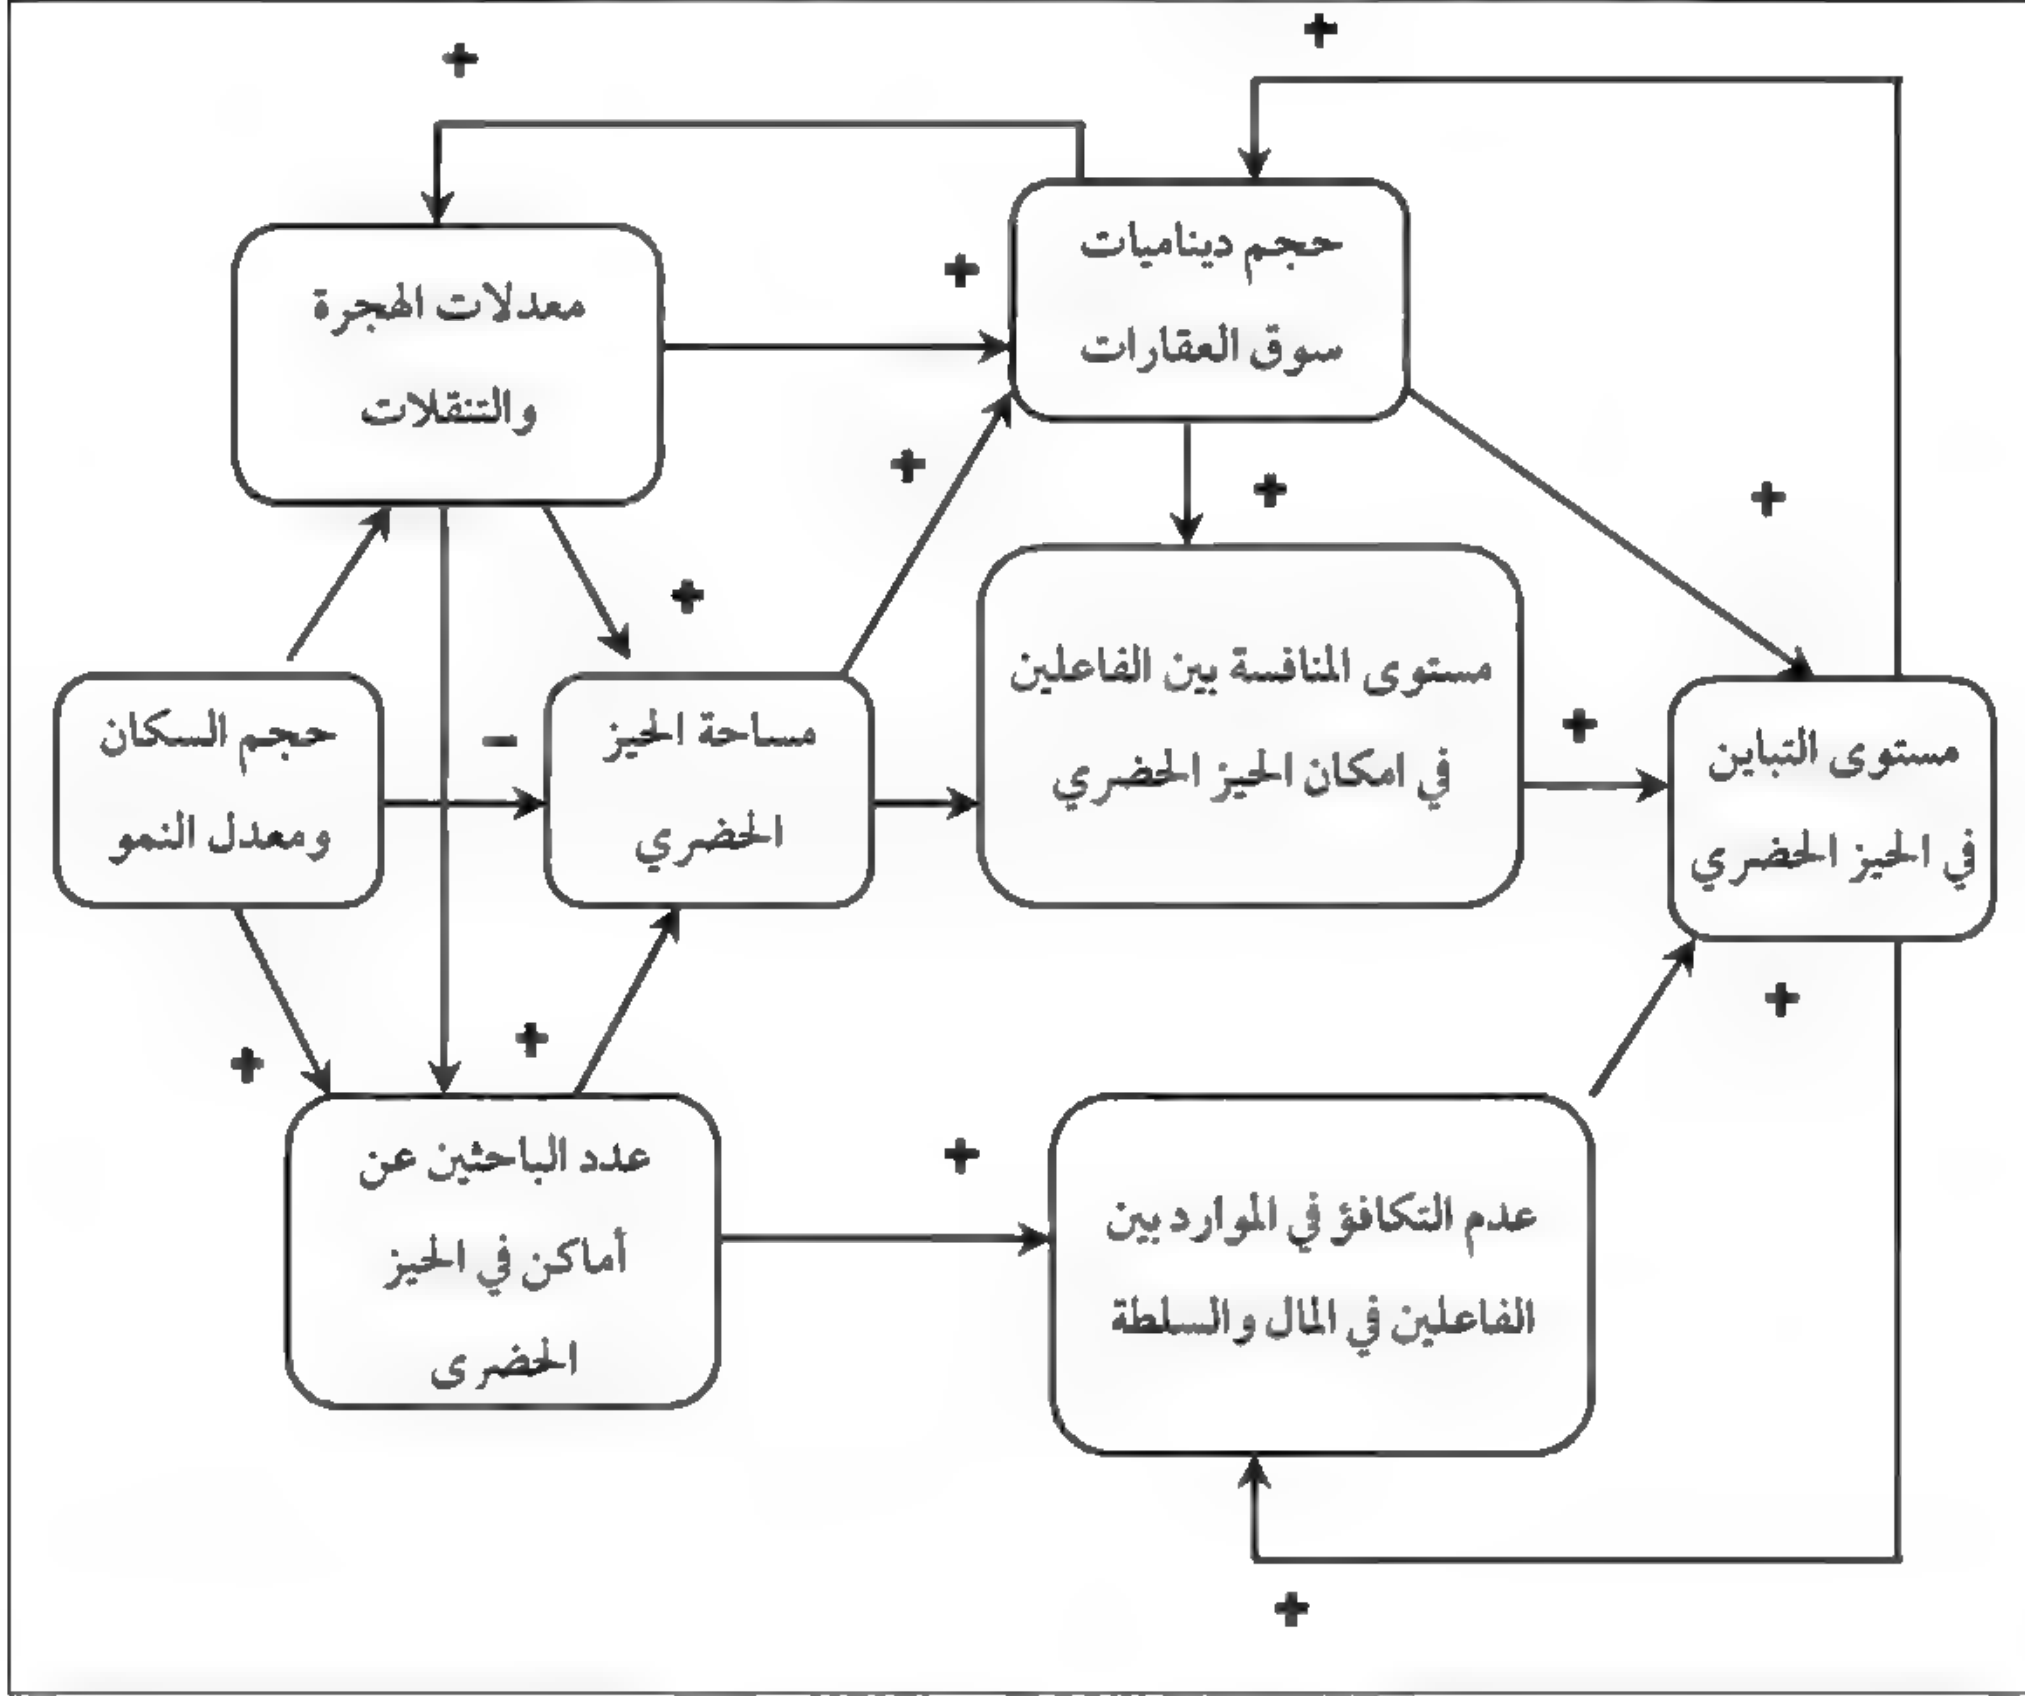 +
+
حجم ديناميات
سوق العقارات
+
معدلات الهجرة
والتنقلات
+
+
+
+
مستوى المنافسة بين الفاعلين
في امكان الحيز الحضري
+
مستوى التباين
في الحيز الحضري
مساحة الحيز
الحضري
-
حجم السكان
ومعدل النمو
+
+
+
عدد الباحثين عن
أماكن في الحيز
الحضرى
+
عدم التكافؤ في الموارد بين
الفاعلين في المال والسلطة
+